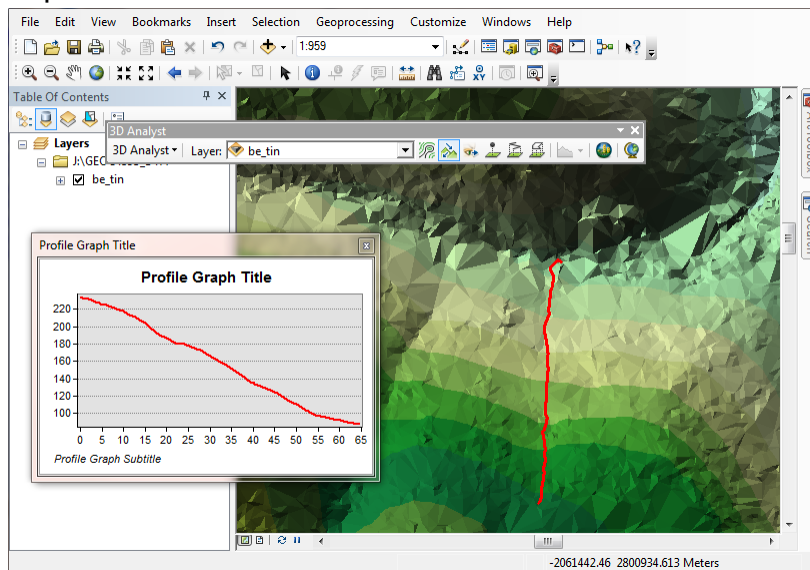 File Edit View Bookmarks Insert Selection Geoprocessing Customize Windows Help
1:959
Table Of Contents
3D Analyst
3D Analyst Layer: be_tin
Layers
be_tin
Profile Graph Title
Profile Graph Title
220
200
180
160
140
120
100
0 5 10 15 20 25 30 35 40 45 50 55 60 65
Profile Graph Subtitle
-2061442.46 2800934.613 Meters